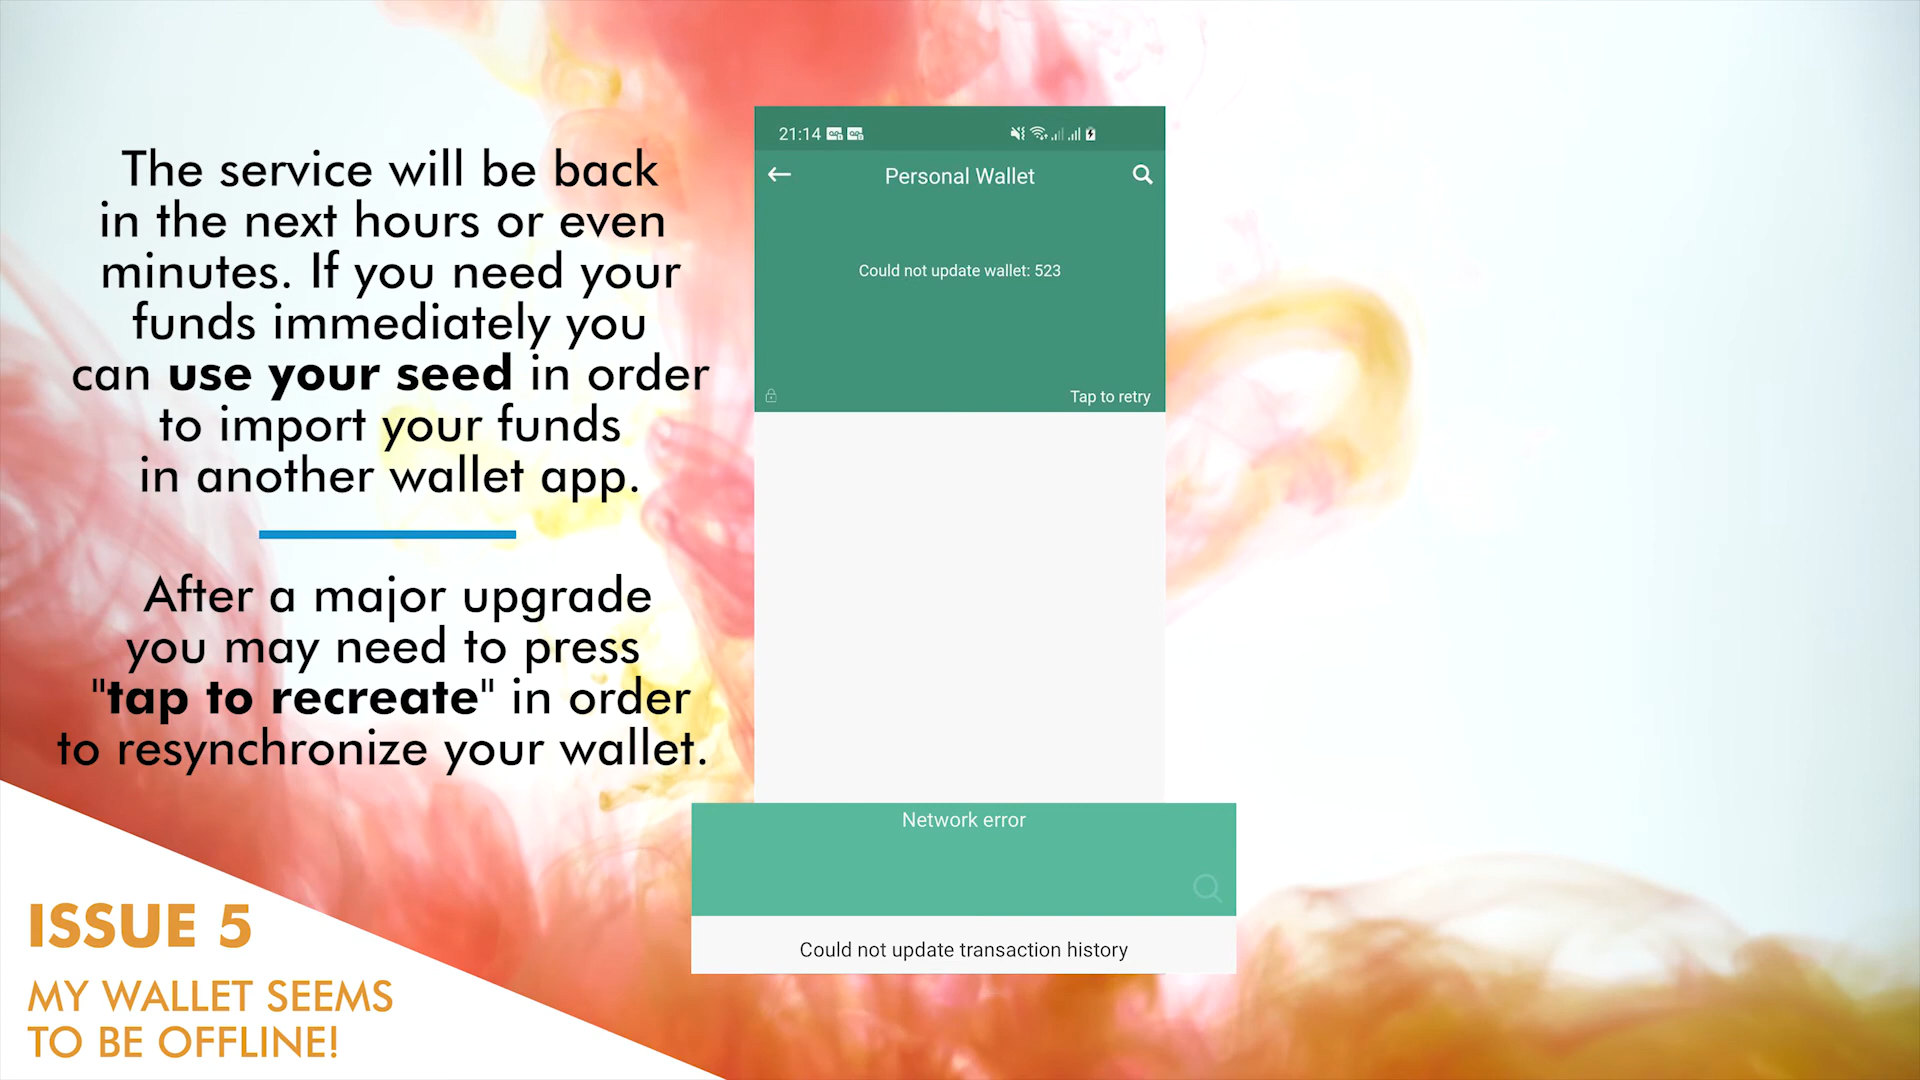 The service will be back
in the next hours or even
minutes. If you need your
funds immediately you
can use your seed in order
to import your funds
in another wallet app.
After a major upgrade
you may need to press
"tap to recreate" in order
to resynchronize your wallet.
ISSUE 5
MY WALLET SEEMS
TO BE OFFLINE!
21:14
Personal Wallet
Could not update wallet: 523
Tap to retry
Network error
Could not update transaction history